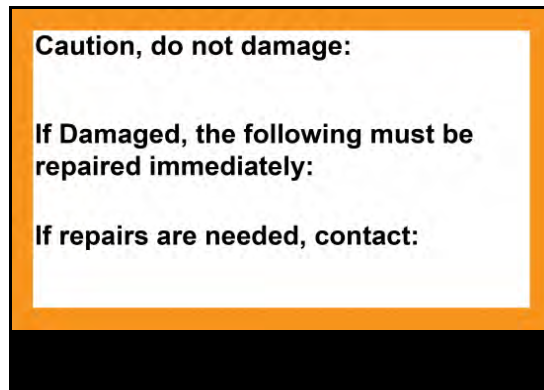 Caution, do not damage:
If Damaged, the following must be
repaired immediately:
If repairs are needed, contact: